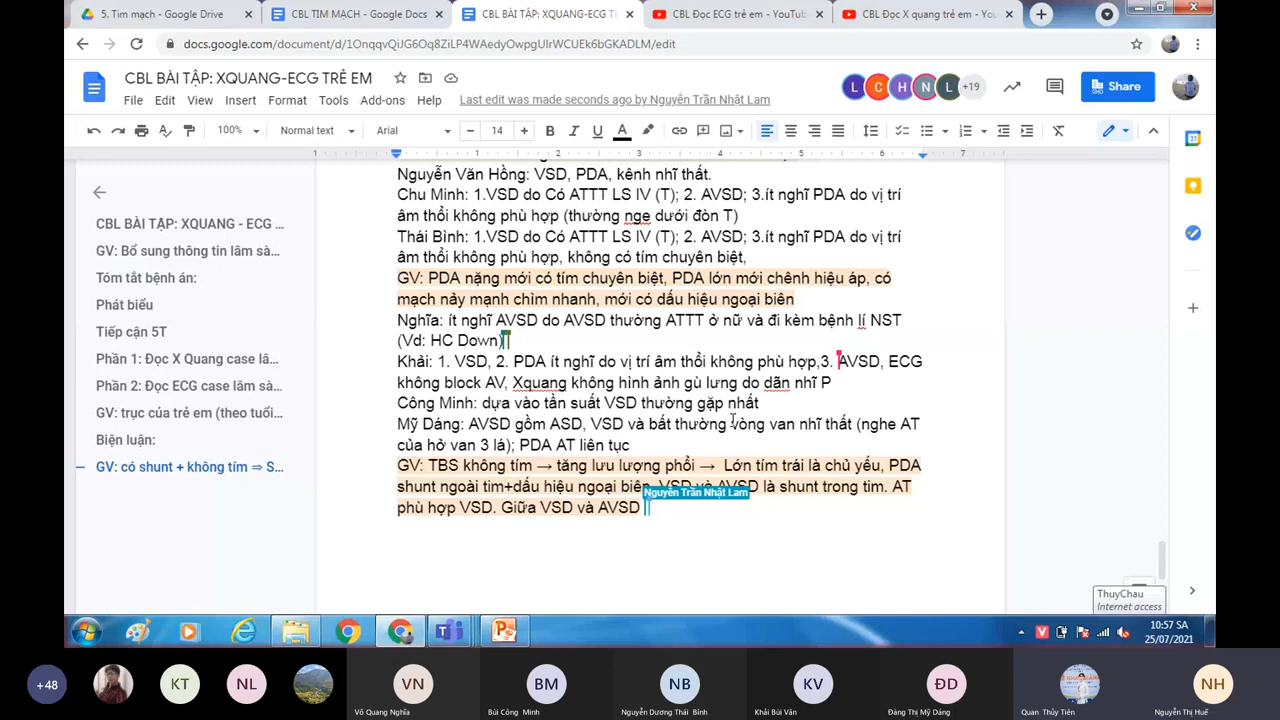 5. Tim mạch - Google Drive
CBL TIM MẠCH - Google Docs
CBL BÀI TẬP: XQUANG-ECG TR
CBL Đọc ECG trẻ em - YouTube
CBL Đọc X quang trẻ em - You
docs.google.com/document/d/1OnqqvQiJG6Oq8ZiLP4WAedyOwpgUIrWCUEk6bGKADLM/edit
CBL BÀI TẬP: XQUANG-ECG TRẺ EM
File Edit View Insert Format Tools Add-ons Help Last edit was made seconds ago by Nguyễn Trần Nhật Lam
L C H N L +19
Share
100% Normal text Arial 14
1 1 2 3 4 5 6 7
CBL BÀI TẬP: XQUANG - ECG ...
GV: Bổ sung thông tin lâm sà...
Tóm tắt bệnh án:
Phát biểu
Tiếp cận 5T
Phần 1: Đọc X Quang case lâ...
Phần 2: Đọc ECG case lâm sà...
GV: trục của trẻ em (theo tuổi...
Biện luận:
GV: có shunt + không tím ⇒ S...
Nguyễn Văn Hồng: VSD, PDA, kênh nhĩ thất.
Chu Minh: 1.VSD do Có ATTT LS IV (T); 2. AVSD; 3.ít nghĩ PDA do vị trí
âm thổi không phù hợp (thường nge dưới đòn T)
Thái Bình: 1.VSD do Có ATTT LS IV (T); 2. AVSD; 3.ít nghĩ PDA do vị trí
âm thổi không phù hợp, không có tím chuyên biệt,
GV: PDA nặng mới có tím chuyên biệt, PDA lớn mới chênh hiệu áp, có
mạch nảy mạnh chìm nhanh, mới có dấu hiệu ngoại biên
Nghĩa: ít nghĩ AVSD do AVSD thường ATTT ở nữ và đi kèm bệnh lí NST
(Vd: HC Down)
Khải: 1. VSD, 2. PDA ít nghĩ do vị trí âm thổi không phù hợp,3. AVSD, ECG
không block AV, Xquang không hình ảnh gù lưng do dãn nhĩ P
Công Minh: dựa vào tần suất VSD thường gặp nhất
Mỹ Dáng: AVSD gồm ASD, VSD và bất thường vòng van nhĩ thất (nghe AT
của hở van 3 lá); PDA AT liên tục
GV: TBS không tím → tăng lưu lượng phổi → Lớn tím trái là chủ yếu, PDA
shunt ngoài tim+dấu hiệu ngoại biên, VSD và AVSD là shunt trong tim. AT
Nguyễn Trần Nhật Lam
phù hợp VSD. Giữa VSD và AVSD
ThuyChau
Internet access
10:57 SA
25/07/2021
+48
KT
NL
VN
BM
NB
KV
ĐD
NH
Võ Quang Nghĩa
Bùi Công Minh
Nguyễn Dương Thái Bình
Khải Bùi Văn
Đàng Thị Mỹ Dáng
Quan Thủy Tiên
Nguyễn Thị Huế